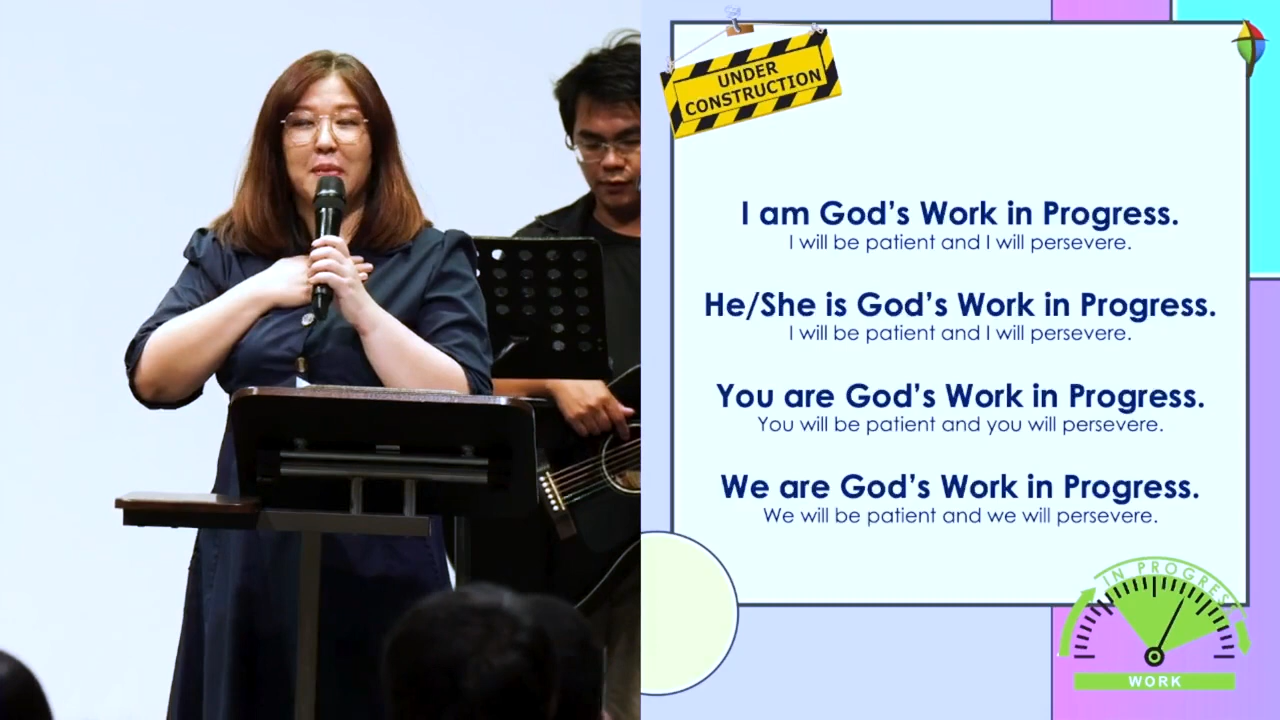 UNDER
CONSTRUCTION
I am God's Work in Progress.
I will be patient and I will persevere.
He/She is God's Work in Progress.
I will be patient and I will persevere.
You are God's Work in Progress.
You will be patient and you will persevere.
We are God's Work in Progress.
We will be patient and we will persevere.
IN PROGRESS
WORK